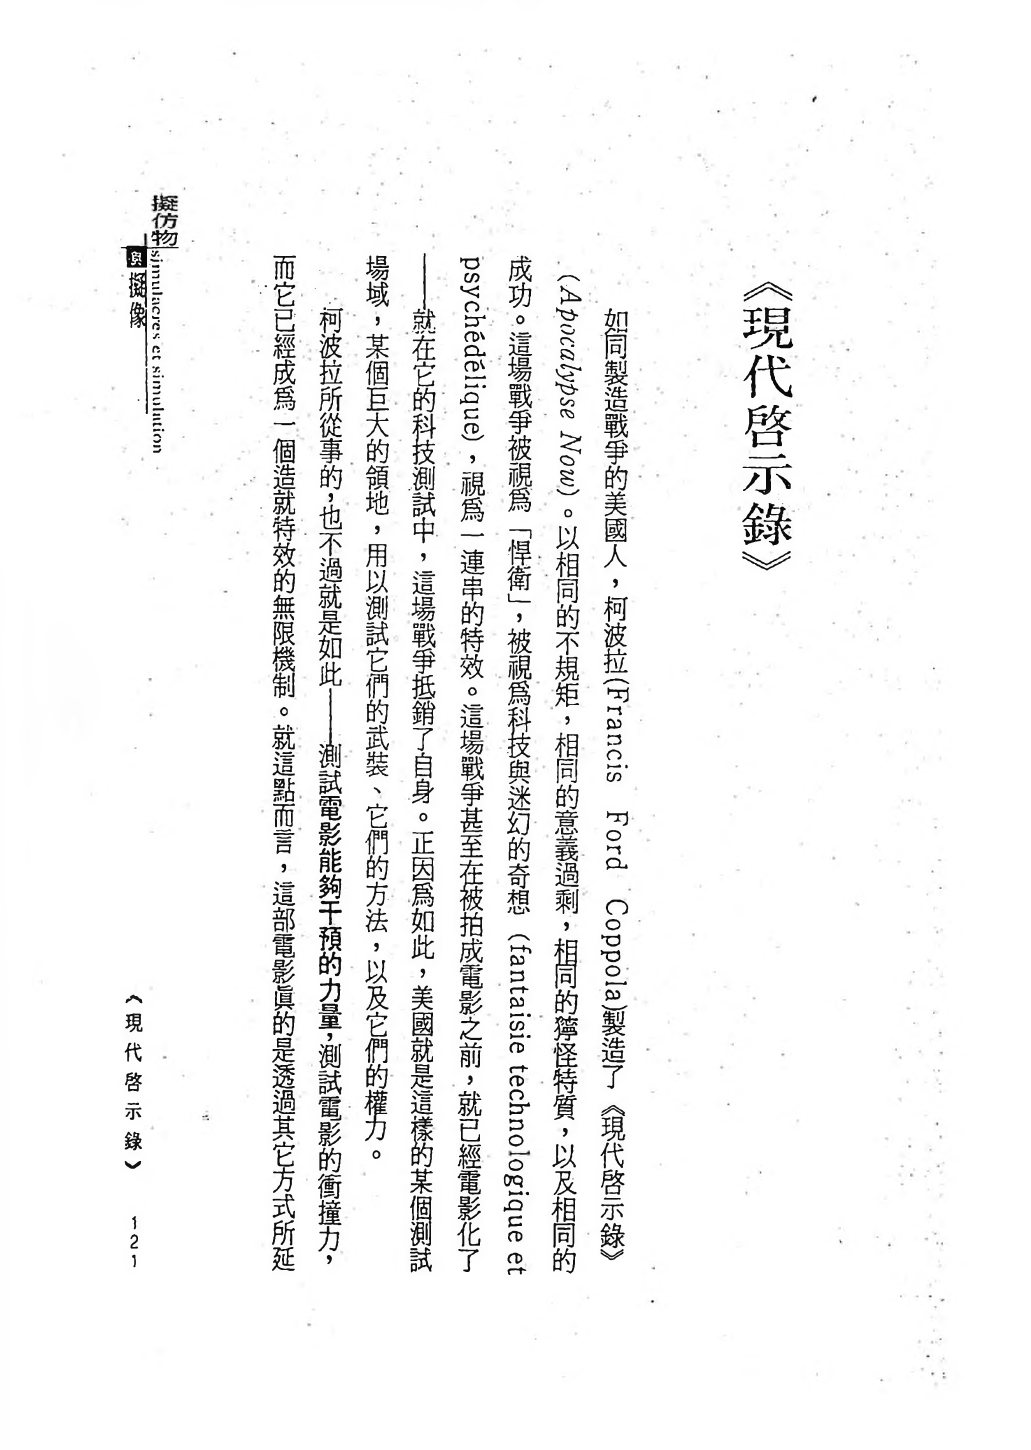 《現代啓示錄》
如同製造戰爭的美國人，柯波拉(Francis Ford Coppola)製造了《現代啓示錄》
（Apocalypse Now）。以相同的不規矩，相同的意義過剩，相同的獰怪特質，以及相同的
成功。這場戰爭被視爲「悍衛」，被視爲科技與迷幻的奇想（fantaisie technologique et
psychédélique），視爲一連串的特效。這場戰爭甚至在被拍成電影之前，就已經電影化了
——就在它的科技測試中，這場戰爭抵銷了自身。正因爲如此，美國就是這樣的某個測試
場域，某個巨大的領地，用以測試它們的武裝、它們的方法，以及它們的權力。
柯波拉所從事的，也不過就是如此——測試電影能夠干預的力量，測試電影的衝撞力，
而它已經成爲一個造就特效的無限機制。就這點而言，這部電影眞的是透過其它方式所延
擬仿物
simulacres et simulation
與擬像
《現代啓示錄》 121